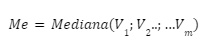 Me = Mediana(V₁; V₂..; ...Vₘ)